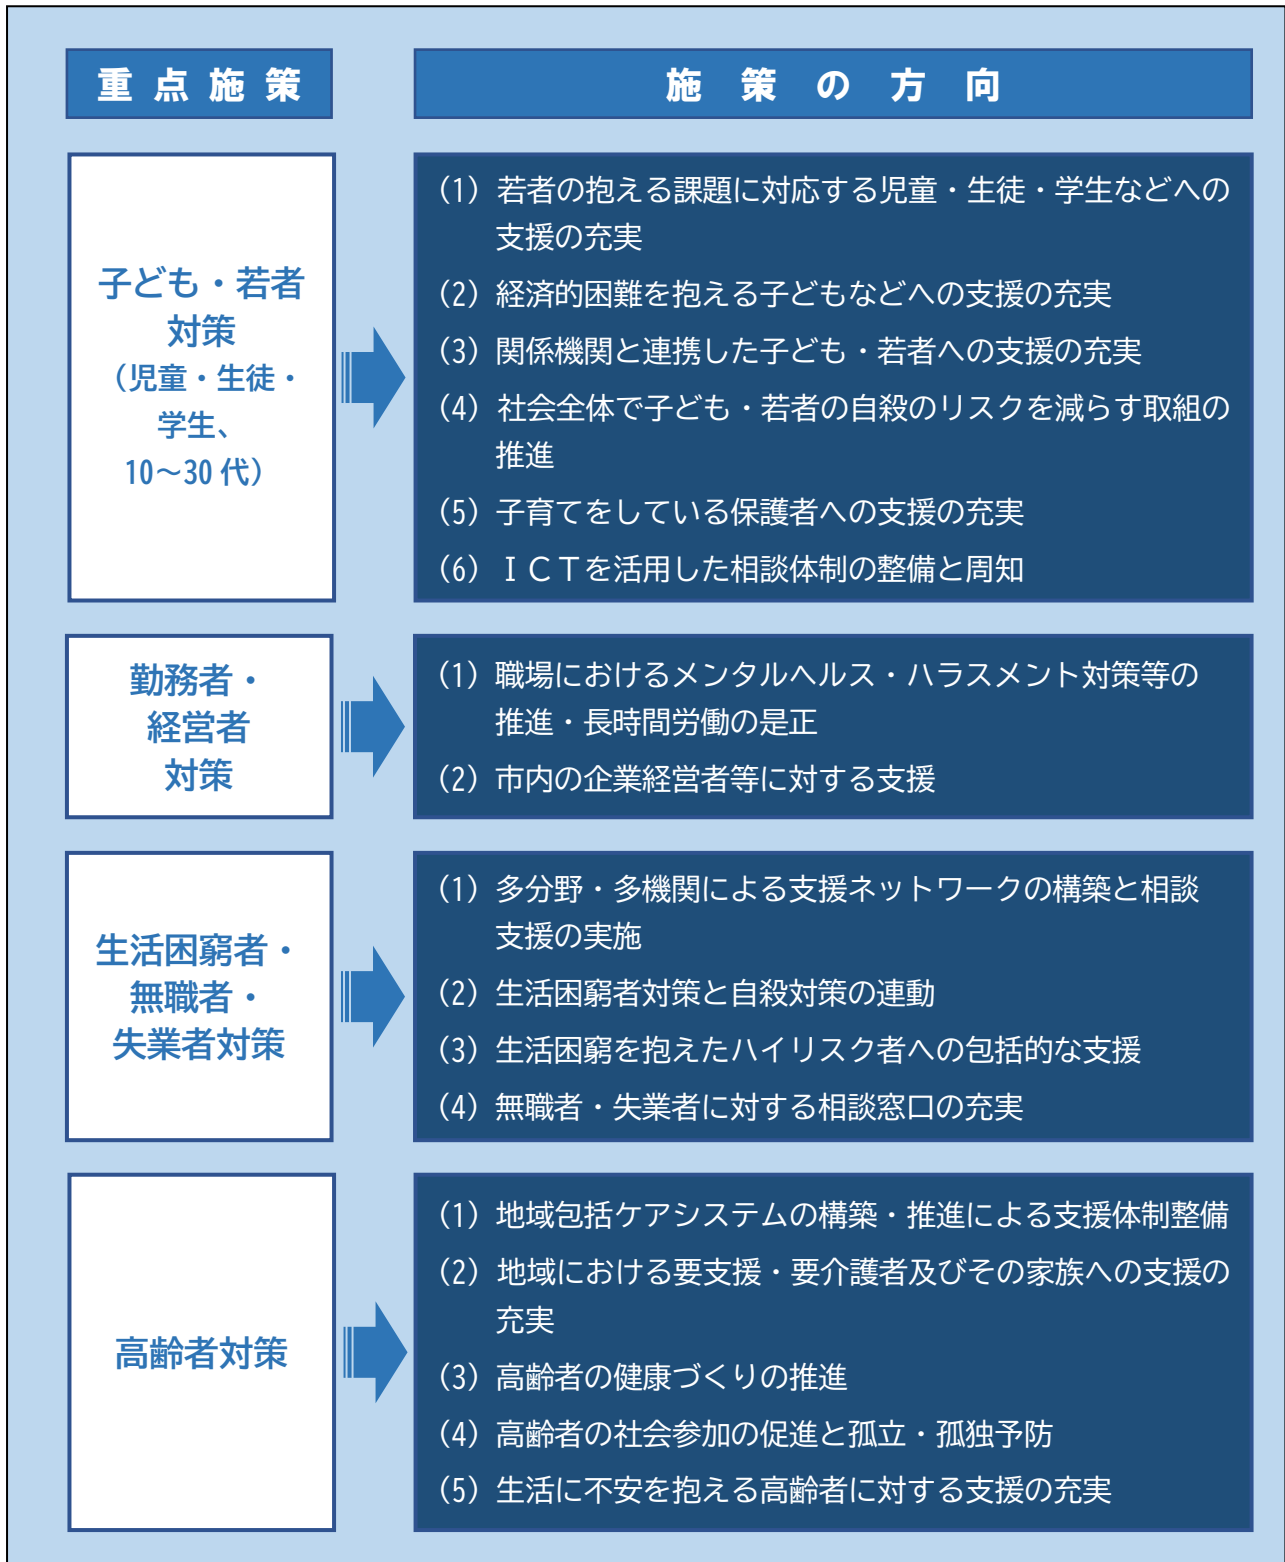 重点施策
施策の方向
子ども・若者
対策
（児童・生徒・
学生、
10～30代）
(1) 若者の抱える課題に対応する児童・生徒・学生などへの
支援の充実
(2) 経済的困難を抱える子どもなどへの支援の充実
(3) 関係機関と連携した子ども・若者への支援の充実
(4) 社会全体で子ども・若者の自殺のリスクを減らす取組の
推進
(5) 子育てをしている保護者への支援の充実
(6) ＩＣＴを活用した相談体制の整備と周知
勤務者・
経営者
対策
(1) 職場におけるメンタルヘルス・ハラスメント対策等の
推進・長時間労働の是正
(2) 市内の企業経営者等に対する支援
生活困窮者・
無職者・
失業者対策
(1) 多分野・多機関による支援ネットワークの構築と相談
支援の実施
(2) 生活困窮者対策と自殺対策の連動
(3) 生活困窮を抱えたハイリスク者への包括的な支援
(4) 無職者・失業者に対する相談窓口の充実
高齢者対策
(1) 地域包括ケアシステムの構築・推進による支援体制整備
(2) 地域における要支援・要介護者及びその家族への支援の
充実
(3) 高齢者の健康づくりの推進
(4) 高齢者の社会参加の促進と孤立・孤独予防
(5) 生活に不安を抱える高齢者に対する支援の充実